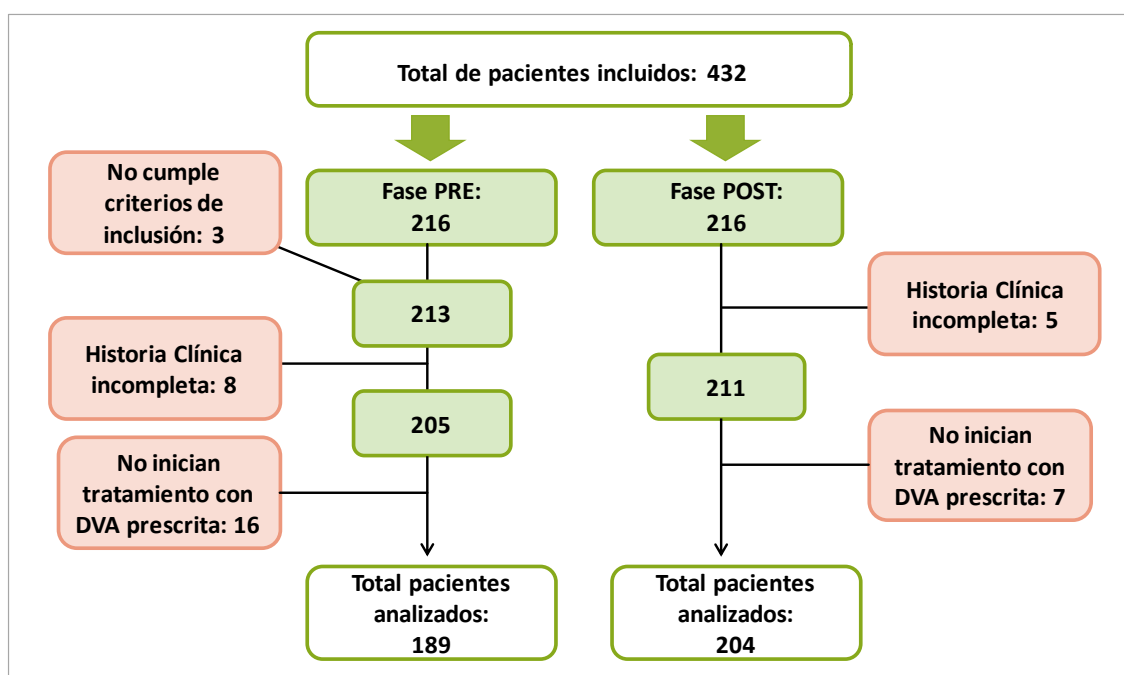 Total de pacientes incluidos: 432
No cumple
criterios de
inclusión: 3
Fase PRE:
216
Fase POST:
216
213
Historia Clínica
incompleta: 5
Historia Clínica
incompleta: 8
211
205
No inician
tratamiento con
DVA prescrita: 16
No inician
tratamiento con
DVA prescrita: 7
Total pacientes
analizados:
189
Total pacientes
analizados:
204